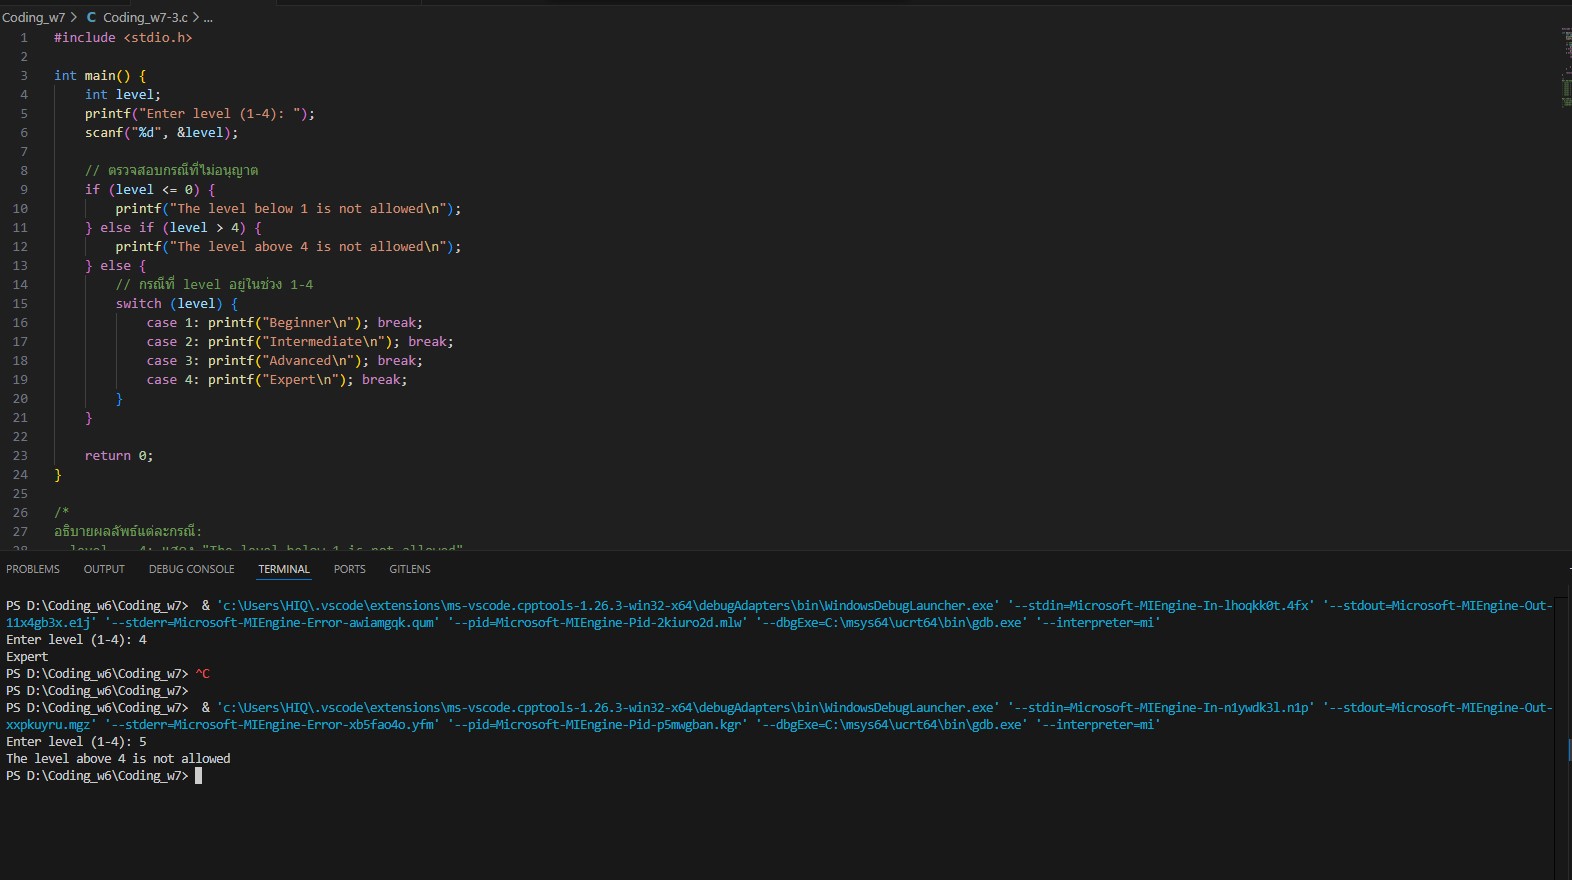 Coding_w7 > C Coding_w7-3.c > ...
1 #include <stdio.h>
2
3 int main() {
4 int level;
5 printf("Enter level (1-4): ");
6 scanf("%d", &level);
7
8 // ตรวจสอบกรณีที่ไม่อนุญาต
9 if (level <= 0) {
10 printf("The level below 1 is not allowed\n");
11 } else if (level > 4) {
12 printf("The level above 4 is not allowed\n");
13 } else {
14 // กรณีที่ level อยู่ในช่วง 1-4
15 switch (level) {
16 case 1: printf("Beginner\n"); break;
17 case 2: printf("Intermediate\n"); break;
18 case 3: printf("Advanced\n"); break;
19 case 4: printf("Expert\n"); break;
20 }
21 }
22
23 return 0;
24 }
25
26 /*
27 อธิบายผลลัพธ์แต่ละกรณี:
28 level 4: แสดง "The level below 1 is not allowed"
PROBLEMS OUTPUT DEBUG CONSOLE TERMINAL PORTS GITLENS
PS D:\Coding_w6\Coding_w7> & 'c:\Users\HIQ\.vscode\extensions\ms-vscode.cpptools-1.26.3-win32-x64\debugAdapters\bin\WindowsDebugLauncher.exe' '--stdin=Microsoft-MIEngine-In-lhoqkk0t.4fx' '--stdout=Microsoft-MIEngine-Out-
11x4gb3x.e1j' '--stderr=Microsoft-MIEngine-Error-awiamgqk.qum' '--pid=Microsoft-MIEngine-Pid-2kiuro2d.mlw' '--dbgExe=C:\msys64\ucrt64\bin\gdb.exe' '--interpreter=mi'
Enter level (1-4): 4
Expert
PS D:\Coding_w6\Coding_w7> ^C
PS D:\Coding_w6\Coding_w7>
PS D:\Coding_w6\Coding_w7> & 'c:\Users\HIQ\.vscode\extensions\ms-vscode.cpptools-1.26.3-win32-x64\debugAdapters\bin\WindowsDebugLauncher.exe' '--stdin=Microsoft-MIEngine-In-n1ywdk3l.n1p' '--stdout=Microsoft-MIEngine-Out-
xxpkuyru.mgz' '--stderr=Microsoft-MIEngine-Error-xb5fao4o.yfm' '--pid=Microsoft-MIEngine-Pid-p5mwgban.kgr' '--dbgExe=C:\msys64\ucrt64\bin\gdb.exe' '--interpreter=mi'
Enter level (1-4): 5
The level above 4 is not allowed
PS D:\Coding_w6\Coding_w7>